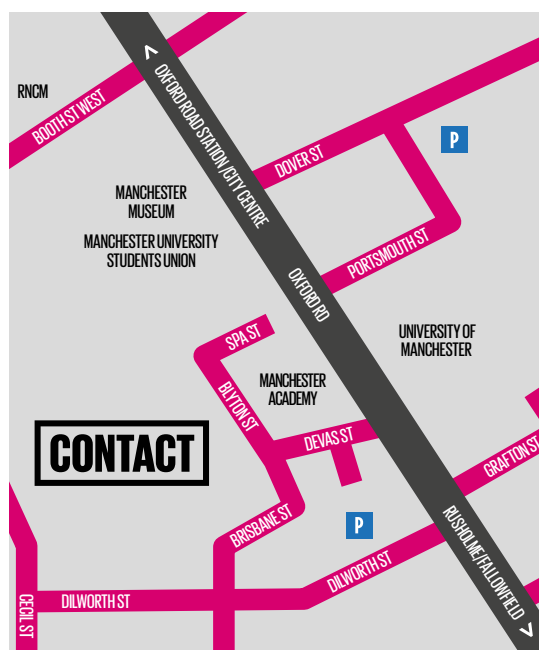 <
OXFORD ROAD STATION/CITY CENTRE
RNCM
BOOTH ST WEST
P
DOVER ST
MANCHESTER
MUSEUM
MANCHESTER UNIVERSITY
STUDENTS UNION
PORTSMOUTH ST
OXFORD RD
SPA ST
UNIVERSITY OF
MANCHESTER
BLYTON ST
MANCHESTER
ACADEMY
CONTACT
DEVAS ST
GRAFTON ST
P
BRISBANE ST
RUSHOLME/FALLOWFIELD
>
DILWORTH ST
CECIL ST
DILWORTH ST